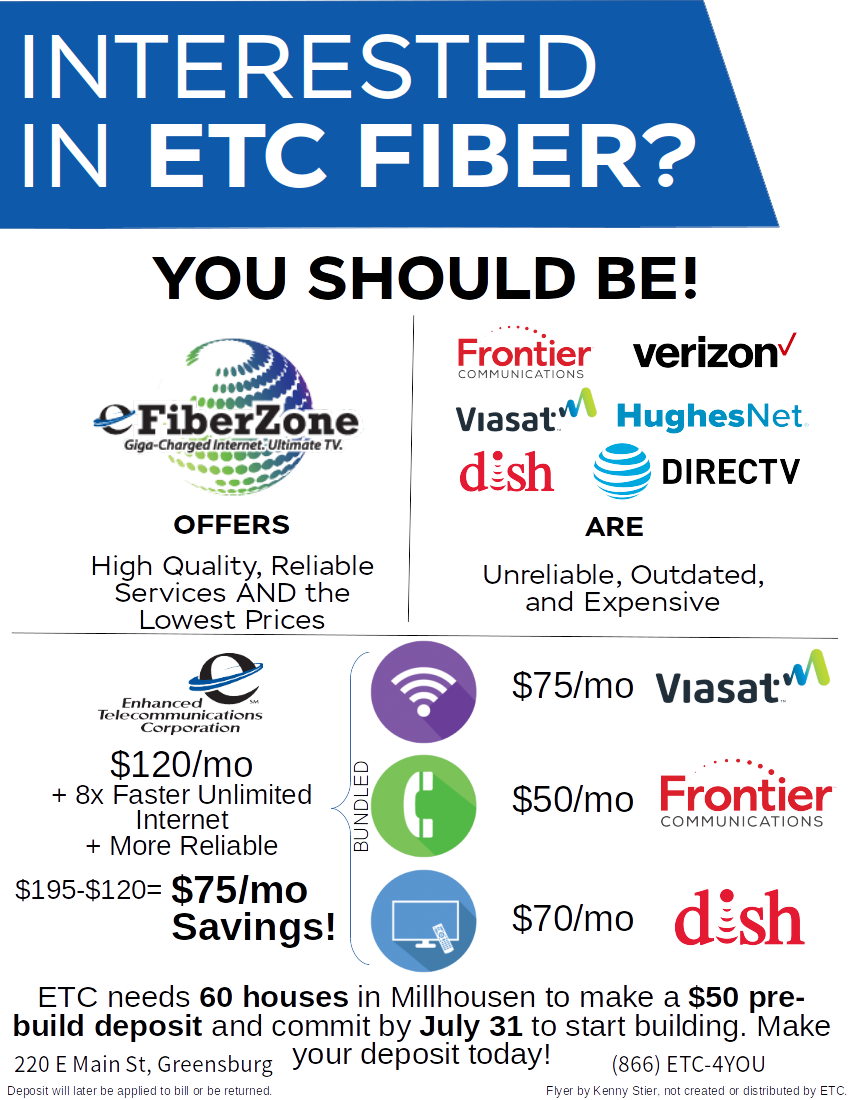 INTERESTED
IN ETC FIBER?
YOU SHOULD BE!
eFiberZone
Giga-Charged Internet. Ultimate TV.
OFFERS
High Quality, Reliable
Services AND the
Lowest Prices
Frontier
COMMUNICATIONS
verizon
Viasat
HughesNet
dish
DIRECTV
ARE
Unreliable, Outdated,
and Expensive
e SM
Enhanced
Telecommunications
Corporation
$120/mo
+ 8x Faster Unlimited
Internet
+ More Reliable
$195-$120= $75/mo
Savings!
BUNDLED
$75/mo Viasat
$50/mo Frontier
COMMUNICATIONS
$70/mo dish
ETC needs 60 houses in Millhousen to make a $50 pre-
build deposit and commit by July 31 to start building. Make
your deposit today!
220 E Main St, Greensburg
(866) ETC-4YOU
Deposit will later be applied to bill or be returned.
Flyer by Kenny Stier, not created or distributed by ETC.